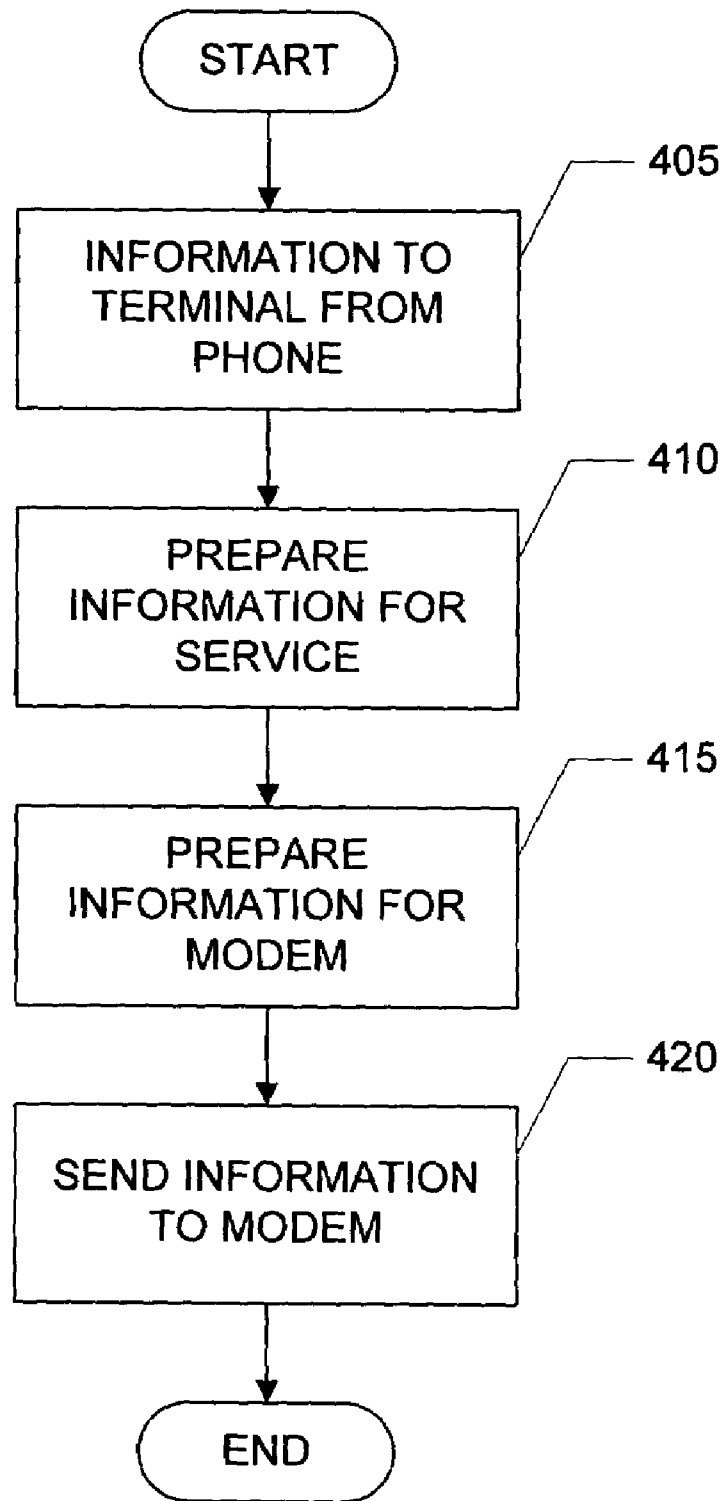 START
405
INFORMATION TO
TERMINAL FROM
PHONE
410
PREPARE
INFORMATION FOR
SERVICE
415
PREPARE
INFORMATION FOR
MODEM
420
SEND INFORMATION
TO MODEM
END